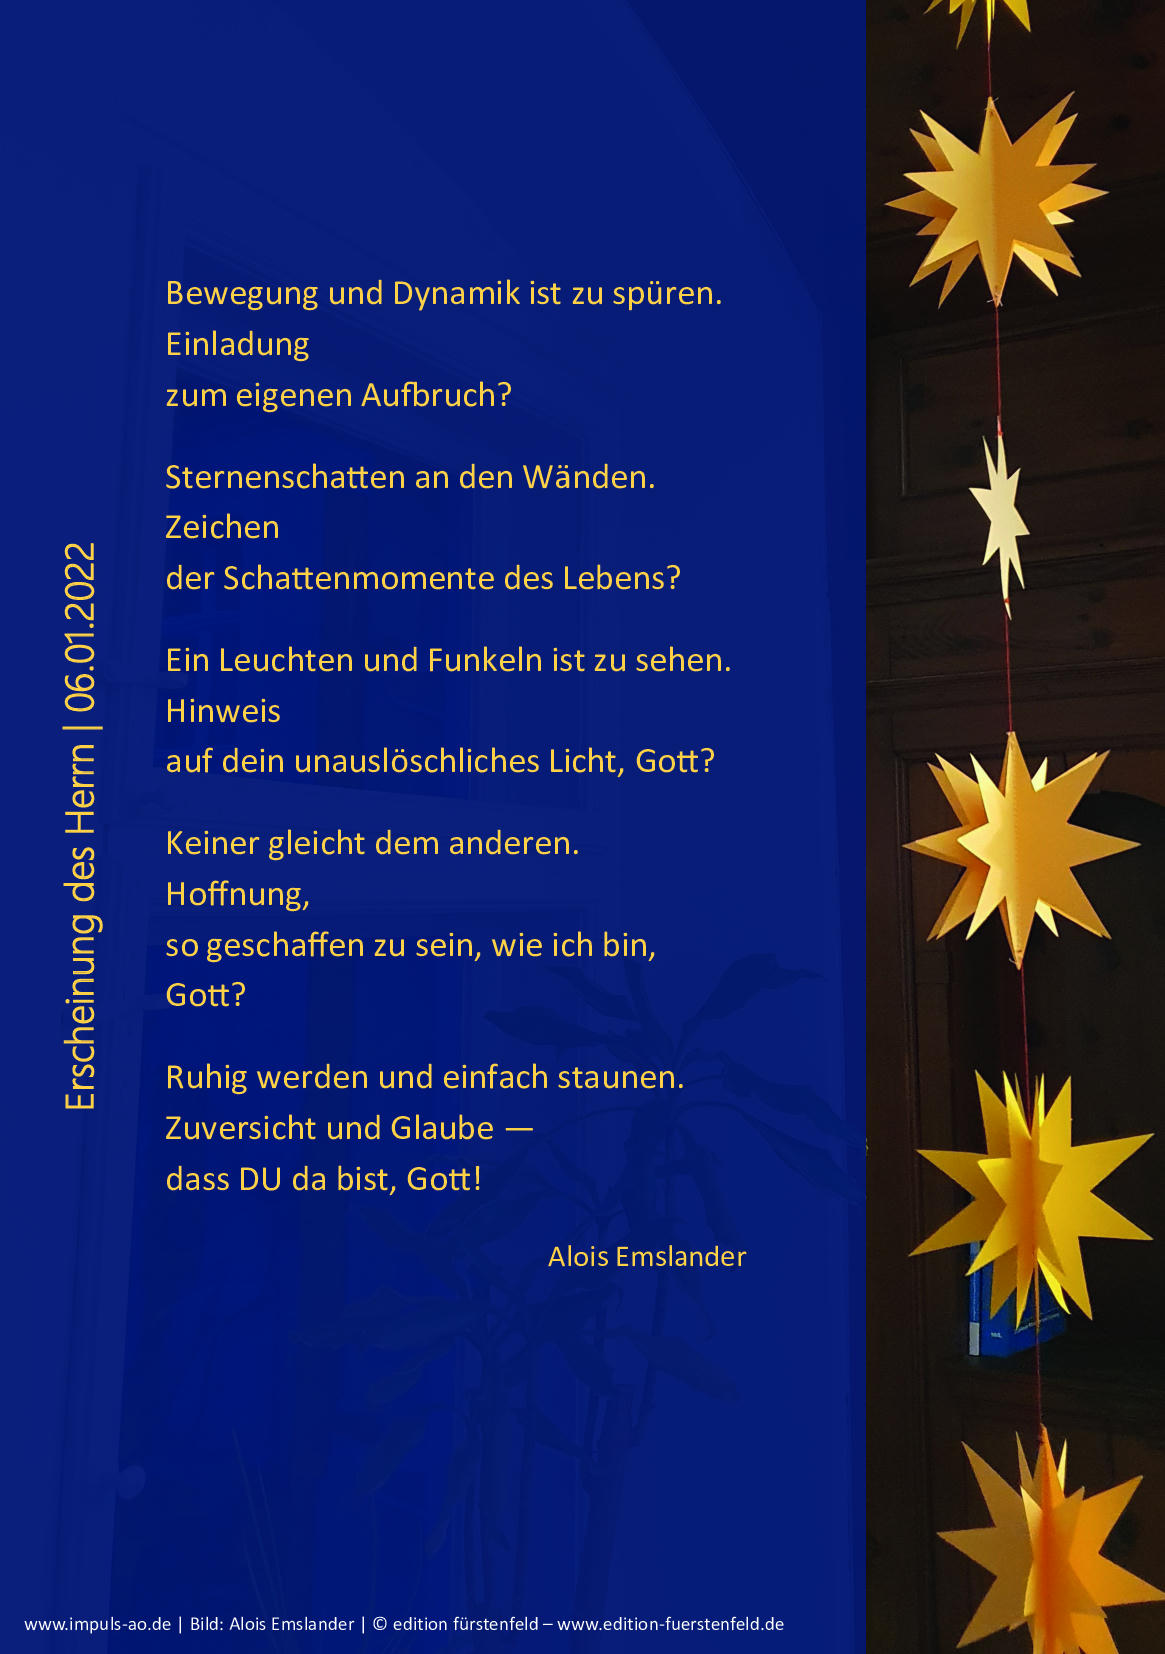 Bewegung und Dynamik ist zu spüren.
Einladung
zum eigenen Aufbruch?
Sternenschatten an den Wänden.
Zeichen
der Schattenmomente des Lebens?
Ein Leuchten und Funkeln ist zu sehen.
Hinweis
auf dein unauslöschliches Licht, Gott?
Keiner gleicht dem anderen.
Hoffnung,
so geschaffen zu sein, wie ich bin,
Gott?
Ruhig werden und einfach staunen.
Zuversicht und Glaube —
dass DU da bist, Gott!
Alois Emslander
Erscheinung des Herrn | 06.01.2022
www.impuls-ao.de | Bild: Alois Emslander | © edition fürstenfeld – www.edition-fuerstenfeld.de